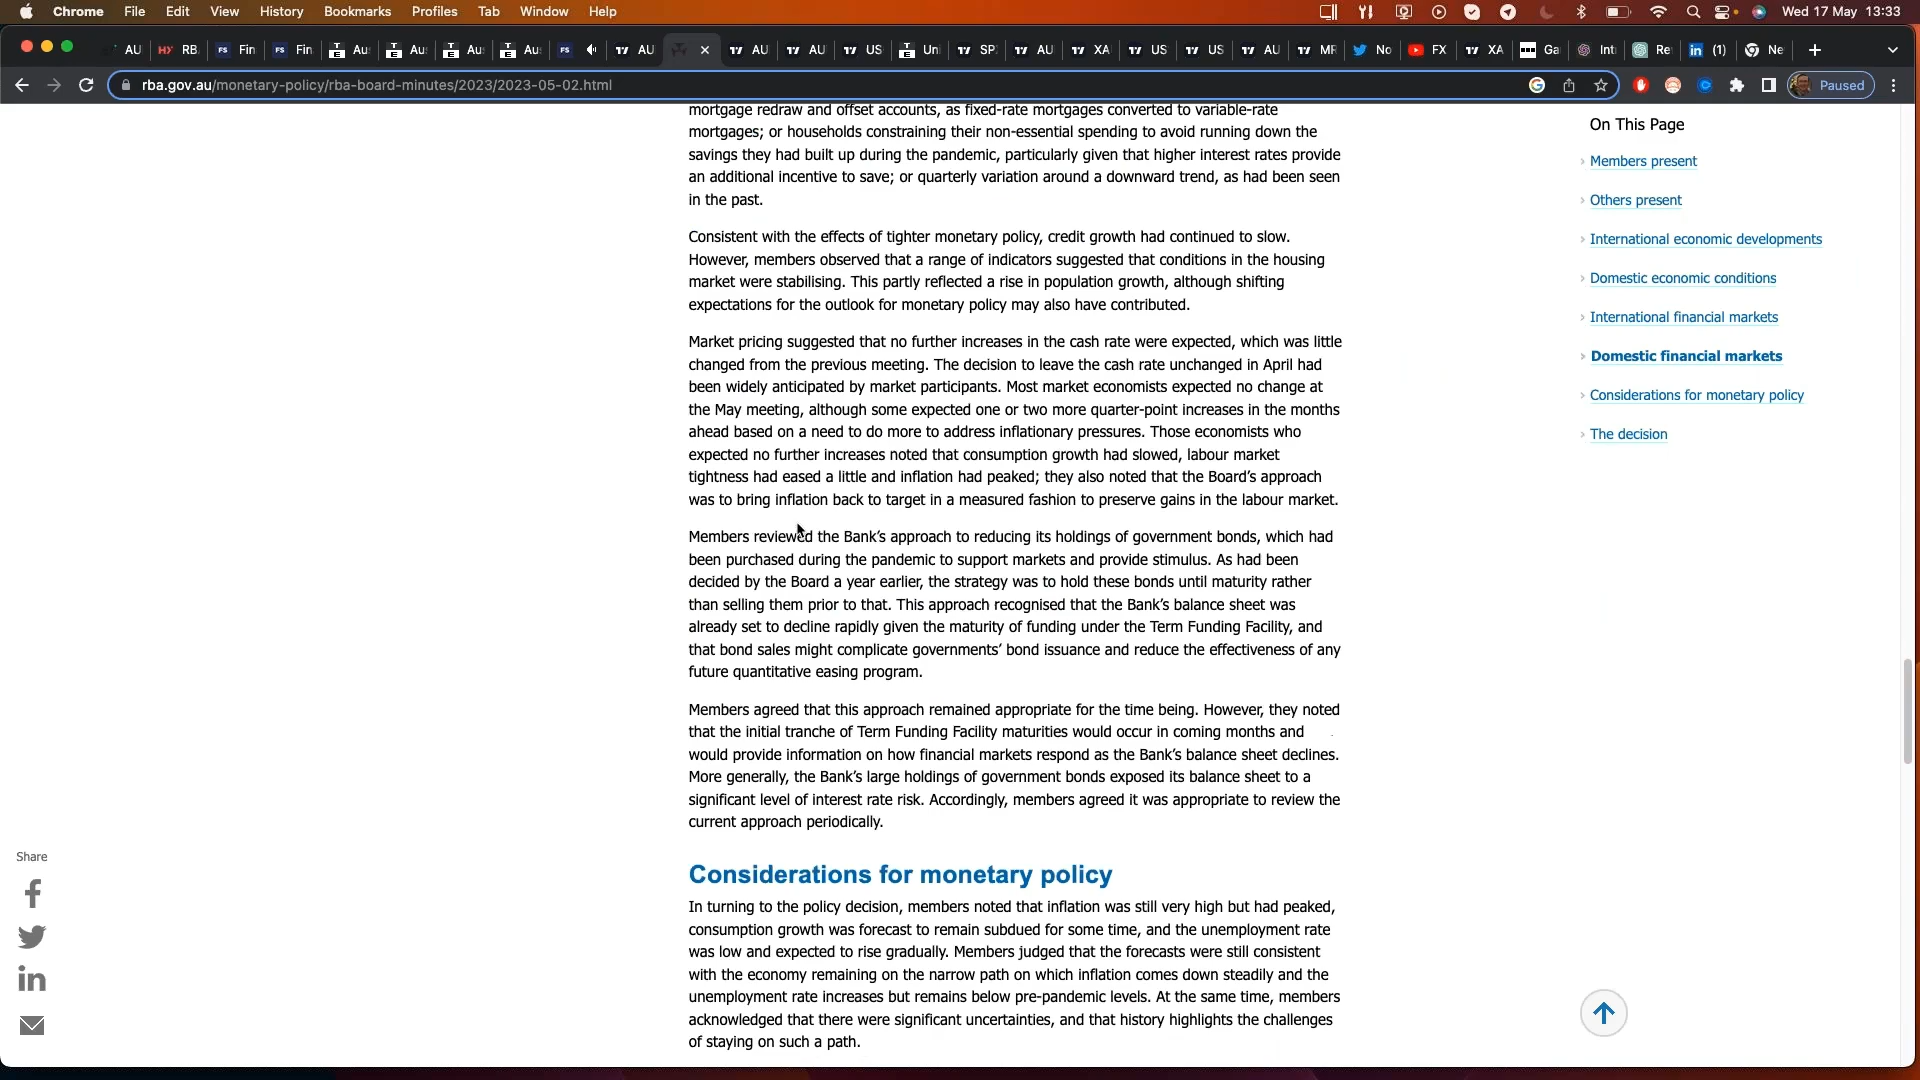 Chrome File Edit View History Bookmarks Profiles Tab Window Help Wed 17 May 13:33
AU RB Fin Fin Au Au Au Au AU AU AU US Uni SP AU XA US US AU MR No FX XA Ga Int Re (1) Ne
rba.gov.au/monetary-policy/rba-board-minutes/2023/2023-05-02.html Paused
mortgage redraw and offset accounts, as fixed-rate mortgages converted to variable-rate
mortgages; or households constraining their non-essential spending to avoid running down the
savings they had built up during the pandemic, particularly given that higher interest rates provide
an additional incentive to save; or quarterly variation around a downward trend, as had been seen
in the past.
Consistent with the effects of tighter monetary policy, credit growth had continued to slow.
However, members observed that a range of indicators suggested that conditions in the housing
market were stabilising. This partly reflected a rise in population growth, although shifting
expectations for the outlook for monetary policy may also have contributed.
Market pricing suggested that no further increases in the cash rate were expected, which was little
changed from the previous meeting. The decision to leave the cash rate unchanged in April had
been widely anticipated by market participants. Most market economists expected no change at
the May meeting, although some expected one or two more quarter-point increases in the months
ahead based on a need to do more to address inflationary pressures. Those economists who
expected no further increases noted that consumption growth had slowed, labour market
tightness had eased a little and inflation had peaked; they also noted that the Board's approach
was to bring inflation back to target in a measured fashion to preserve gains in the labour market.
Members reviewed the Bank's approach to reducing its holdings of government bonds, which had
been purchased during the pandemic to support markets and provide stimulus. As had been
decided by the Board a year earlier, the strategy was to hold these bonds until maturity rather
than selling them prior to that. This approach recognised that the Bank's balance sheet was
already set to decline rapidly given the maturity of funding under the Term Funding Facility, and
that bond sales might complicate governments' bond issuance and reduce the effectiveness of any
future quantitative easing program.
Members agreed that this approach remained appropriate for the time being. However, they noted
that the initial tranche of Term Funding Facility maturities would occur in coming months and
would provide information on how financial markets respond as the Bank's balance sheet declines.
More generally, the Bank's large holdings of government bonds exposed its balance sheet to a
significant level of interest rate risk. Accordingly, members agreed it was appropriate to review the
current approach periodically.
Considerations for monetary policy
In turning to the policy decision, members noted that inflation was still very high but had peaked,
consumption growth was forecast to remain subdued for some time, and the unemployment rate
was low and expected to rise gradually. Members judged that the forecasts were still consistent
with the economy remaining on the narrow path on which inflation comes down steadily and the
unemployment rate increases but remains below pre-pandemic levels. At the same time, members
acknowledged that there were significant uncertainties, and that history highlights the challenges
of staying on such a path.
On This Page
Members present
Others present
International economic developments
Domestic economic conditions
International financial markets
Domestic financial markets
Considerations for monetary policy
The decision
Share